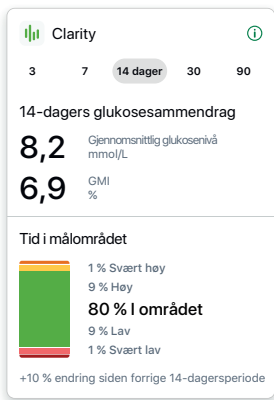 Clarity
3 7 14 dager 30 90
14-dagers glukosesammendrag
8,2 Gjennomsnittlig glukosenivå
mmol/L
6,9 GMI
%
Tid i målområdet
1 % Svært høy
9 % Høy
80 % I området
9 % Lav
1 % Svært lav
+10 % endring siden forrige 14-dagersperiode